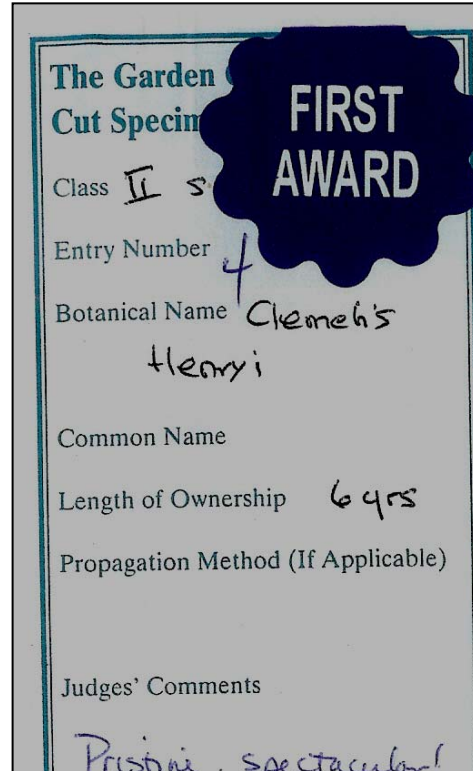 The Garden
Cut Specim
FIRST
AWARD
Class II S
Entry Number 4
Botanical Name Clematis
Henryi
Common Name
Length of Ownership 6 yrs
Propagation Method (If Applicable)
Judges' Comments
Pristine, spectacular!